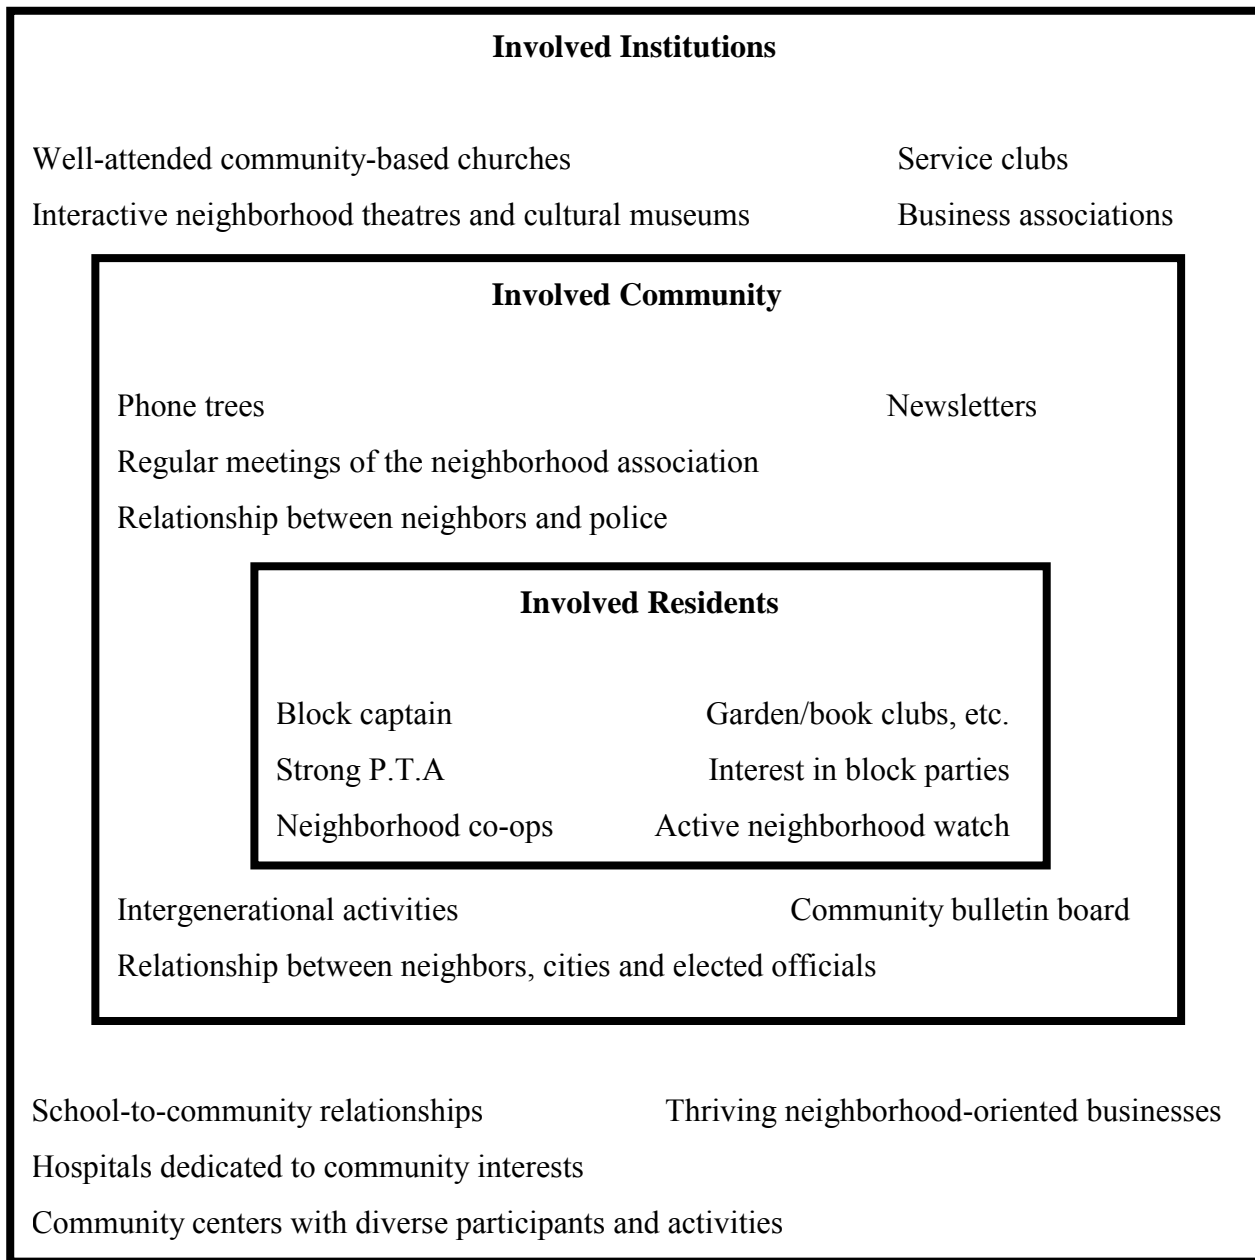 Involved Institutions
Well-attended community-based churches Service clubs
Interactive neighborhood theatres and cultural museums Business associations
Involved Community
Phone trees Newsletters
Regular meetings of the neighborhood association
Relationship between neighbors and police
Involved Residents
Block captain Garden/book clubs, etc.
Strong P.T.A Interest in block parties
Neighborhood co-ops Active neighborhood watch
Intergenerational activities Community bulletin board
Relationship between neighbors, cities and elected officials
School-to-community relationships Thriving neighborhood-oriented businesses
Hospitals dedicated to community interests
Community centers with diverse participants and activities